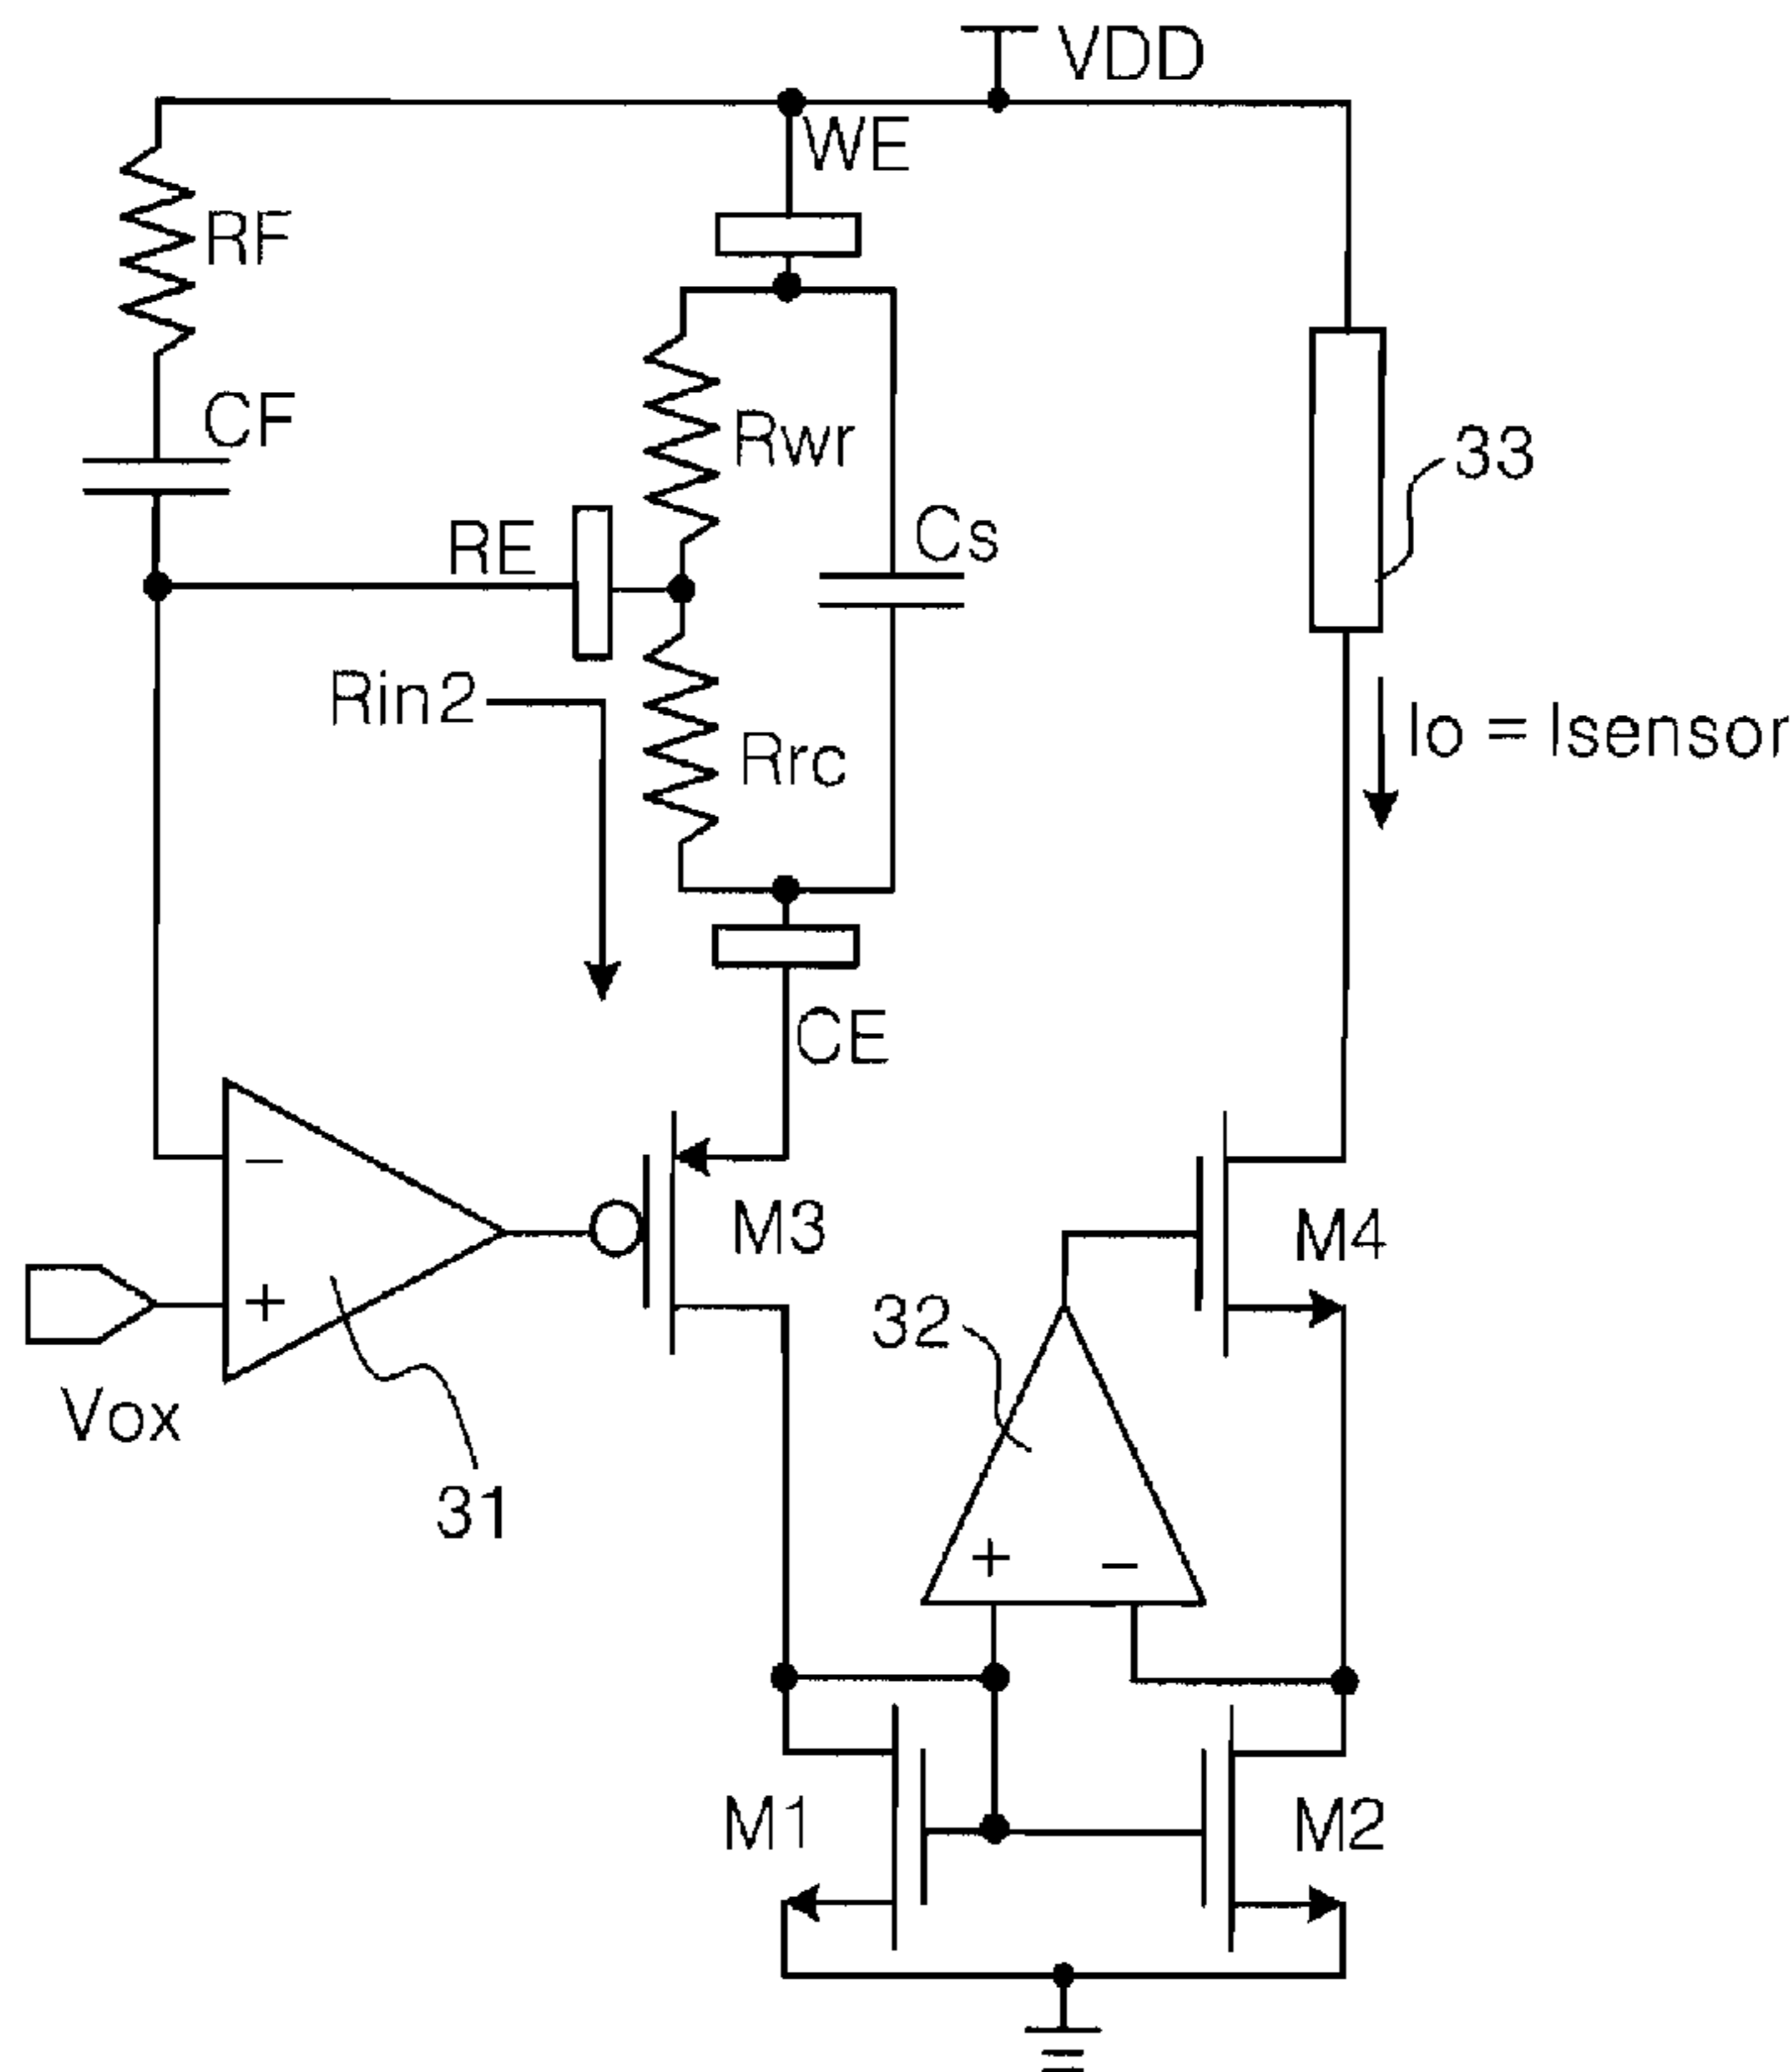 VDD
WE
RF
CF
Rwr
33
RE
Cs
Rin2
Rrc
Io = Isensor
CE
−
M3
M4
+
32
Vox
31
+ −
M1
M2